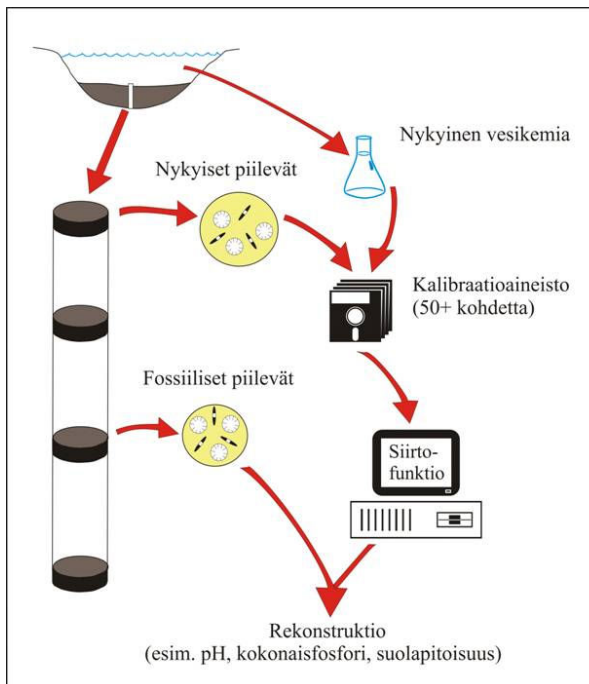 Nykyinen vesikemia
Nykyiset piilevät
Kalibraatioaineisto
(50+ kohdetta)
Fossiiliset piilevät
Siirto-
funktio
Rekonstruktio
(esim. pH, kokonaisfosfori, suolapitoisuus)